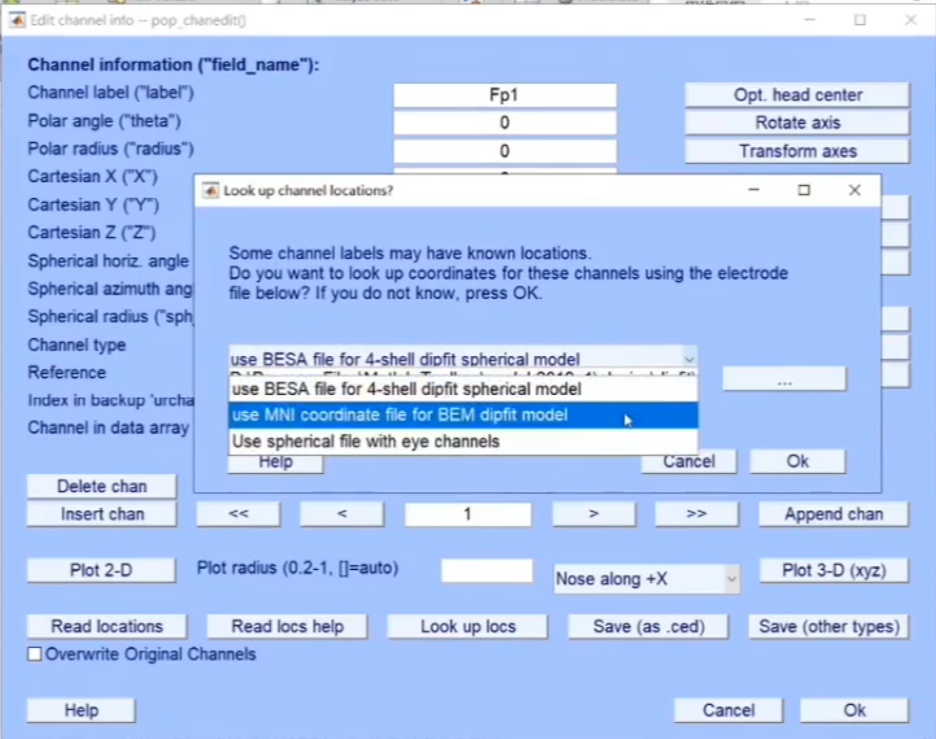 Edit channel info -- pop_chanedit()
Channel information ("field_name"):
Channel label ("label")
Fp1
Opt. head center
Polar angle ("theta")
0
Rotate axis
Polar radius ("radius")
0
Transform axes
Cartesian X ("X")
Cartesian Y ("Y")
Cartesian Z ("Z")
Spherical horiz. angle
Spherical azimuth ang
Spherical radius ("sph_
Channel type
Reference
Index in backup 'urcha
Channel in data array
Look up channel locations?
Some channel labels may have known locations.
Do you want to look up coordinates for these channels using the electrode
file below? If you do not know, press OK.
use BESA file for 4-shell dipfit spherical model
...
use BESA file for 4-shell dipfit spherical model
use MNI coordinate file for BEM dipfit model
Use spherical file with eye channels
Help
Cancel
Ok
Delete chan
Insert chan
<<
<
1
>
>>
Append chan
Plot 2-D
Plot radius (0.2-1, []=auto)
Nose along +X
Plot 3-D (xyz)
Read locations
Read locs help
Look up locs
Save (as .ced)
Save (other types)
Overwrite Original Channels
Help
Cancel
Ok